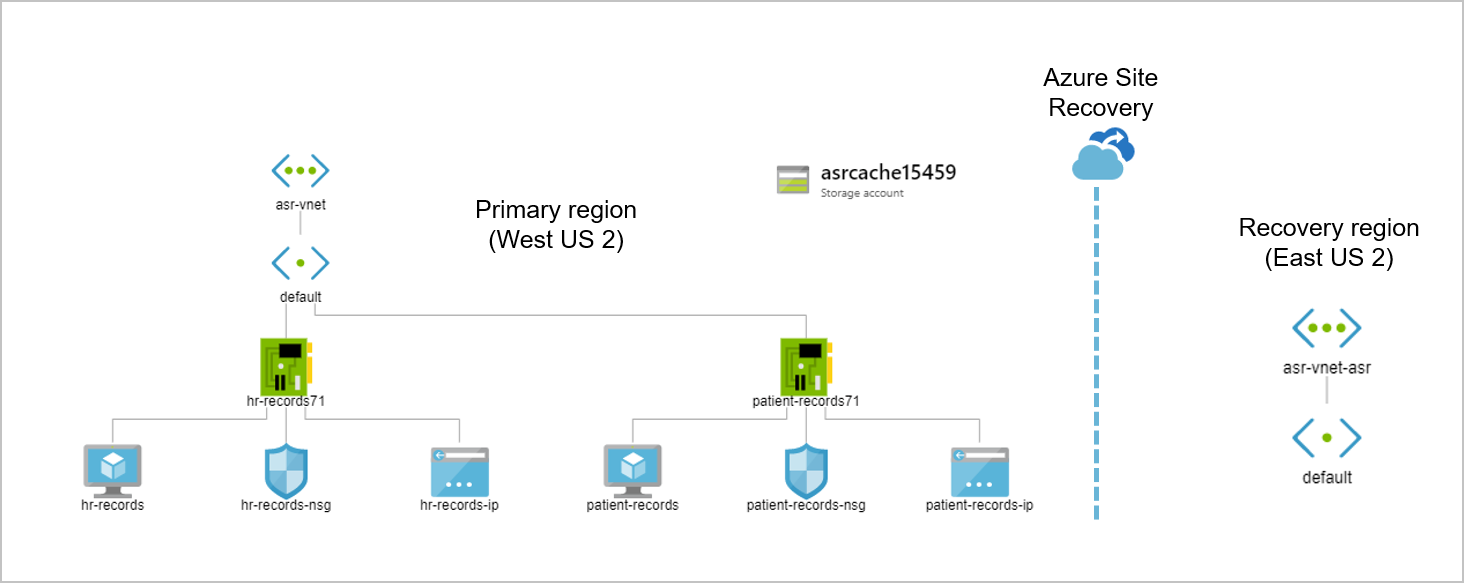 Azure Site
Recovery
asrcache15459
Storage account
asr-vnet
Primary region
(West US 2)
Recovery region
(East US 2)
default
asr-vnet-asr
hr-records71
patient-records71
default
hr-records
hr-records-nsg
hr-records-ip
patient-records
patient-records-nsg
patient-records-ip